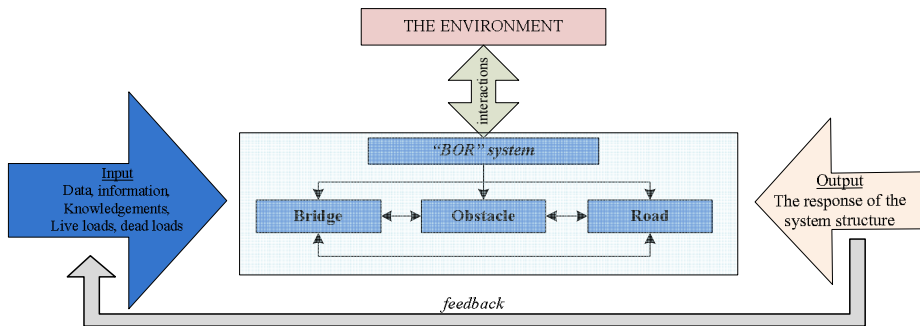 THE ENVIRONMENT
interactions
"BOR" system
Input
Data, information,
Knowledgements,
Live loads, dead loads
Bridge
Obstacle
Road
Output
The response of the
system structure
feedback